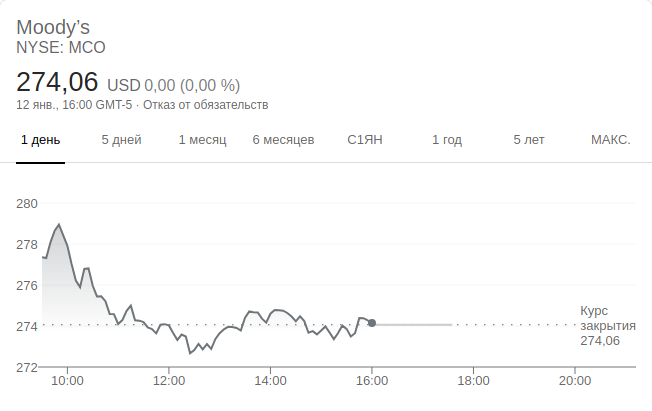 Moody’s
NYSE: MCO
274,06 USD 0,00 (0,00 %)
12 янв., 16:00 GMT-5 · Отказ от обязательств
1 день 5 дней 1 месяц 6 месяцев С1ЯН 1 год 5 лет МАКС.
280
278
276
274
272
Курс
закрытия
274,06
10:00 12:00 14:00 16:00 18:00 20:00